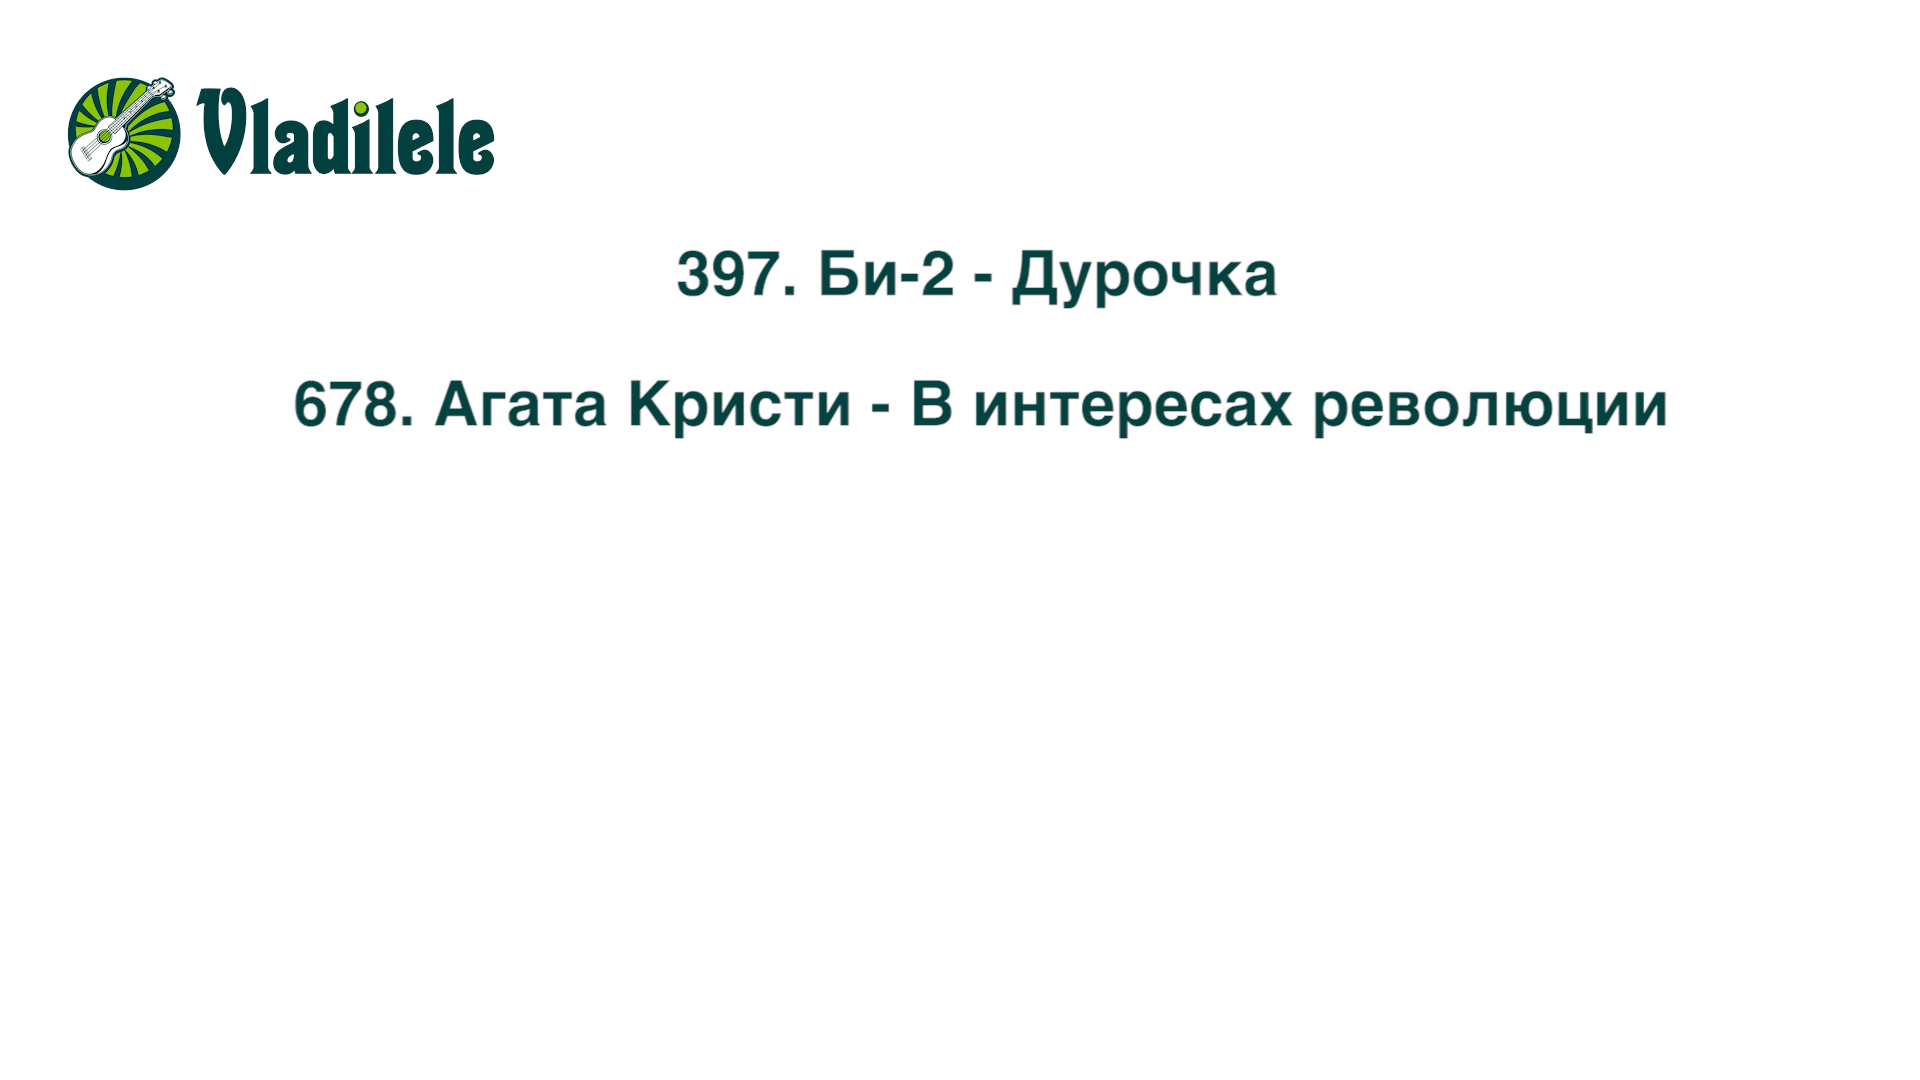 Vladilele
397. Би-2 - Дурочка
678. Агата Кристи - В интересах революции